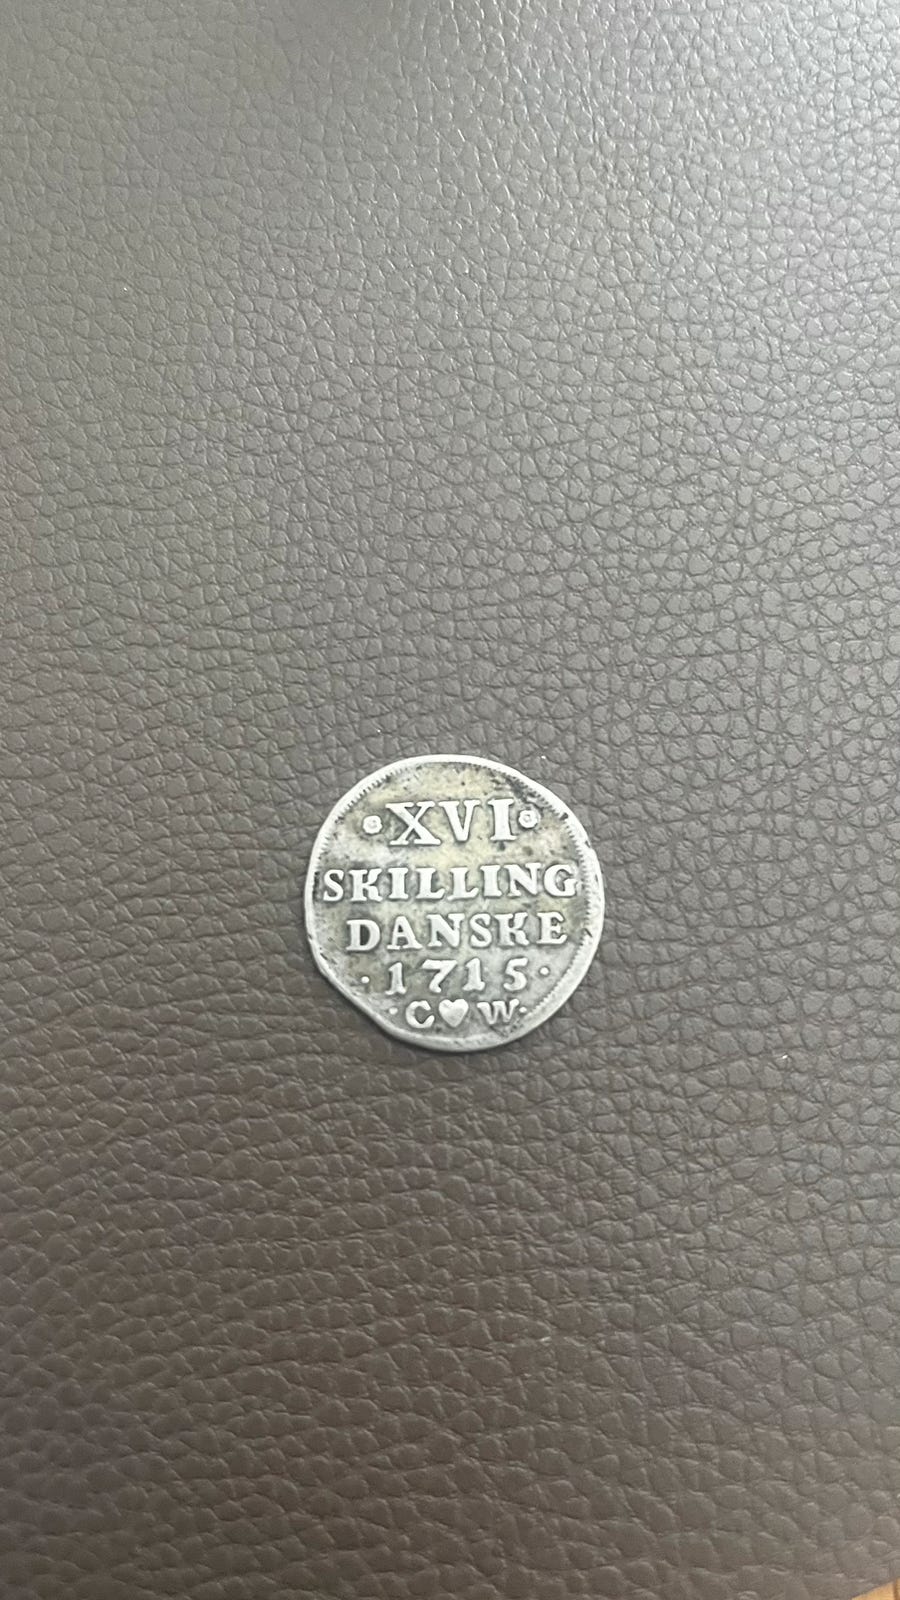 ·XVI·
SKILLING
DANSKE
·1715·
·C♥W·